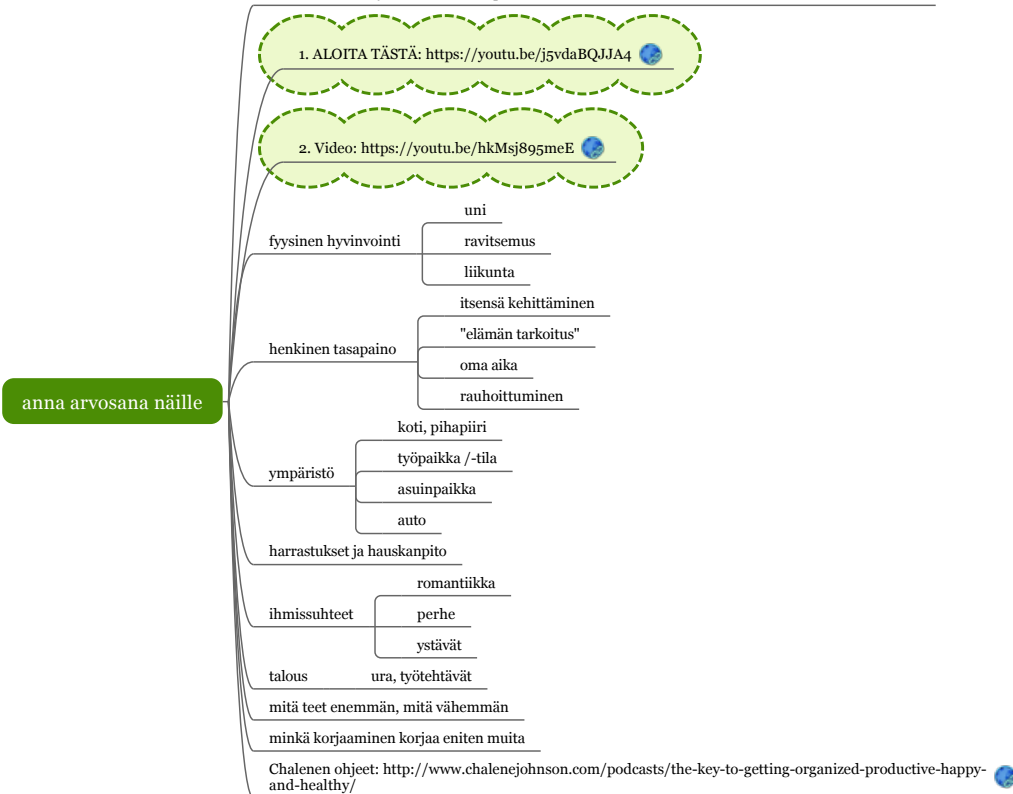 1. ALOITA TÄSTÄ: https://youtu.be/j5vdaBQJJA4
2. Video: https://youtu.be/hkMsj895meE
uni
fyysinen hyvinvointi
ravitsemus
liikunta
itsensä kehittäminen
"elämän tarkoitus"
henkinen tasapaino
oma aika
rauhoittuminen
anna arvosana näille
koti, pihapiiri
työpaikka /-tila
ympäristö
asuinpaikka
auto
harrastukset ja hauskanpito
romantiikka
ihmissuhteet
perhe
ystävät
talous
ura, työtehtävät
mitä teet enemmän, mitä vähemmän
minkä korjaaminen korjaa eniten muita
Chalenen ohjeet: http://www.chalenejohnson.com/podcasts/the-key-to-getting-organized-productive-happy-
and-healthy/